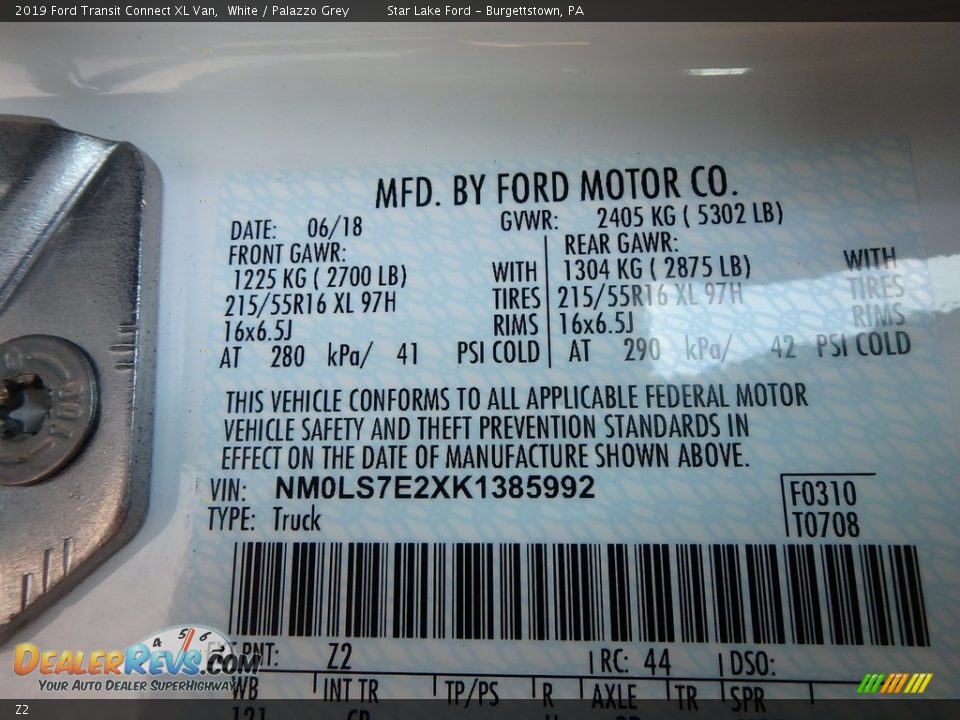 2019 Ford Transit Connect XL Van, White / Palazzo Grey Star Lake Ford - Burgettstown, PA
MFD. BY FORD MOTOR CO.
DATE: 06/18 GVWR: 2405 KG ( 5302 LB)
FRONT GAWR: REAR GAWR:
1225 KG ( 2700 LB) WITH 1304 KG ( 2875 LB) WITH
215/55R16 XL 97H TIRES 215/55R16 XL 97H TIRES
16x6.5J RIMS 16x6.5J RIMS
AT 280 kPa/ 41 PSI COLD AT 290 kPa/ 42 PSI COLD
THIS VEHICLE CONFORMS TO ALL APPLICABLE FEDERAL MOTOR
VEHICLE SAFETY AND THEFT PREVENTION STANDARDS IN
EFFECT ON THE DATE OF MANUFACTURE SHOWN ABOVE.
VIN: NM0LS7E2XK1385992
F0310
TYPE: Truck
T0708
PNT: Z2 RC: 44 DSO:
WB INT TR TP/PS R AXLE TR SPR
4 5 6
DEALERREVS.COM
YOUR AUTO DEALER SUPERHIGHWAY
Z2